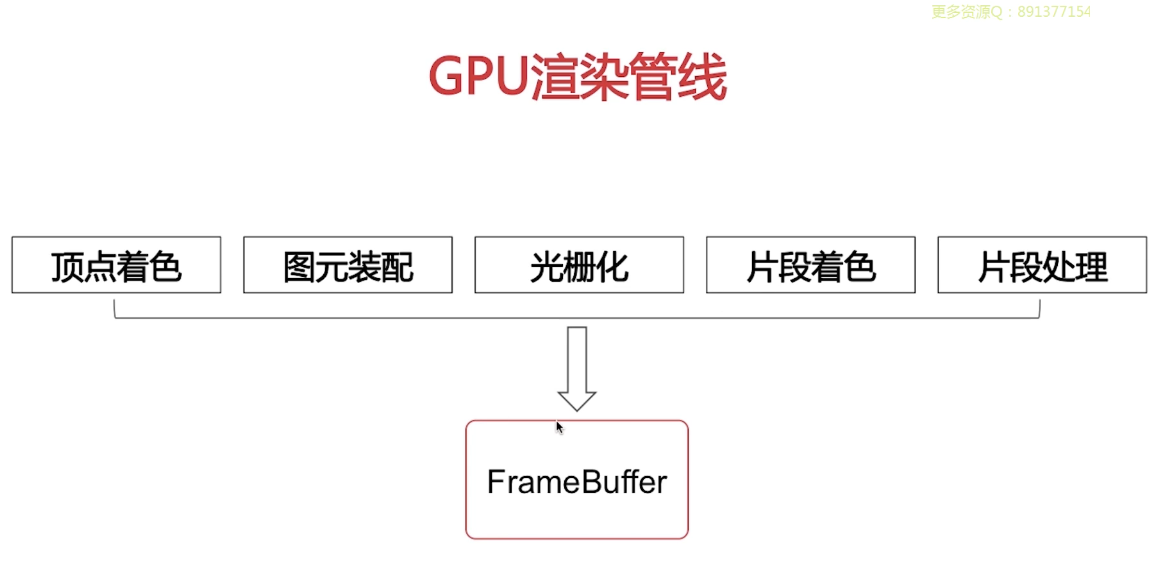 更多资源Q：891377154
GPU渲染管线
顶点着色
图元装配
光栅化
片段着色
片段处理
FrameBuffer